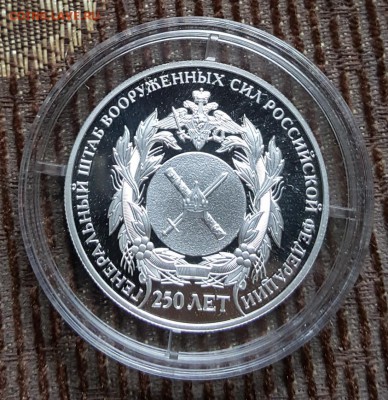 ГЕНЕРАЛЬНЫЙ ШТАБ ВООРУЖЕННЫХ СИЛ РОССИЙСКОЙ ФЕДЕРАЦИИ
250 ЛЕТ